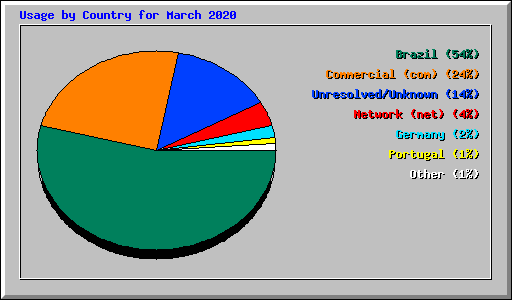 Usage by Country for March 2020
Brazil (54%)
Commercial (com) (24%)
Unresolved/Unknown (14%)
Network (net) (4%)
Germany (2%)
Portugal (1%)
Other (1%)